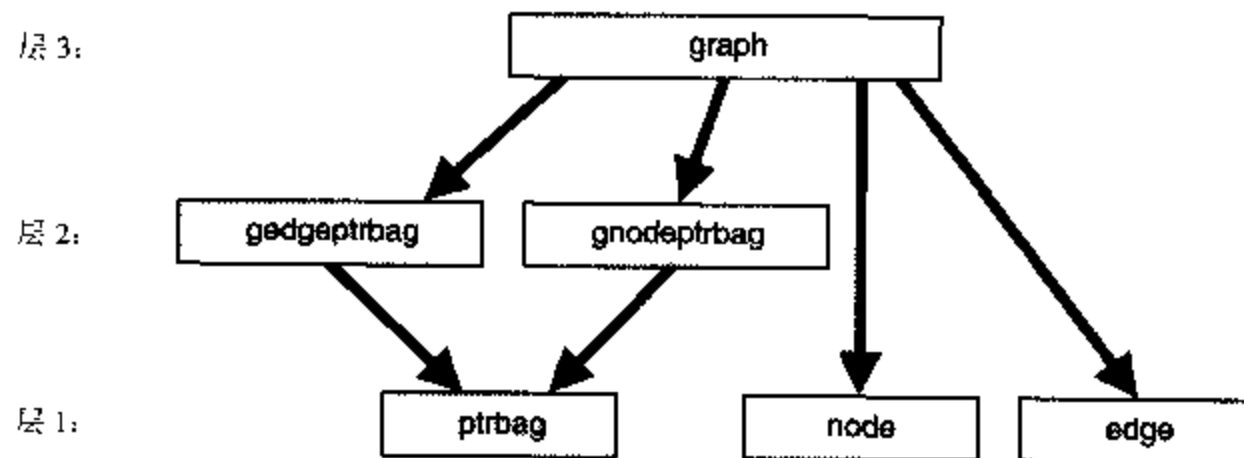 层 3：
graph
层 2：
gedgeptrbag
gnodeptrbag
层 1：
ptrbag
node
edge